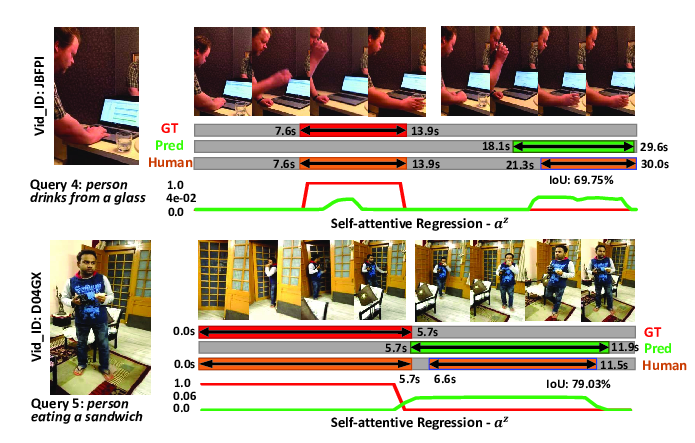 Vid_ID: JBFPI
GT
7.6s
13.9s
Pred
18.1s
29.6s
Human
7.6s
13.9s
21.3s
30.0s
Query 4: person
drinks from a glass
1.0
4e-02
0.0
IoU: 69.75%
Self-attentive Regression - aᶻ
Vid_ID: D04GX
0.0s
5.7s
GT
5.7s
11.9s
Pred
0.0s
11.5s
Human
5.7s
6.6s
Query 5: person
eating a sandwich
1.0
0.06
0.0
IoU: 79.03%
Self-attentive Regression - aᶻ